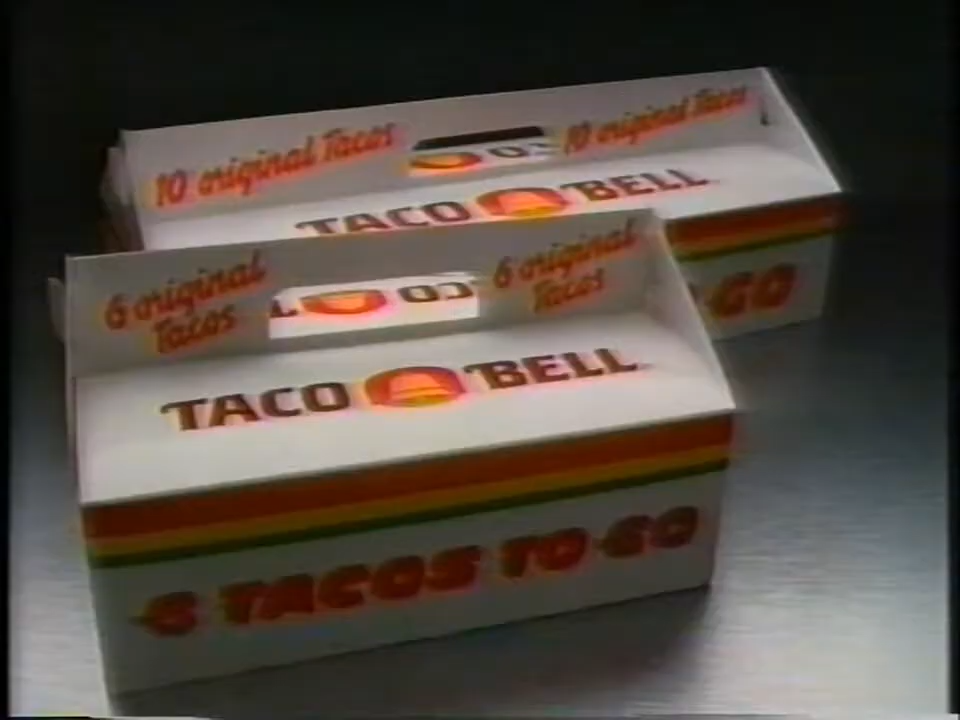 10 original Tacos
10 original Tacos
TACO BELL
GO
6 original
Tacos
6 original
Tacos
CO
TACO BELL
6 TACOS TO GO